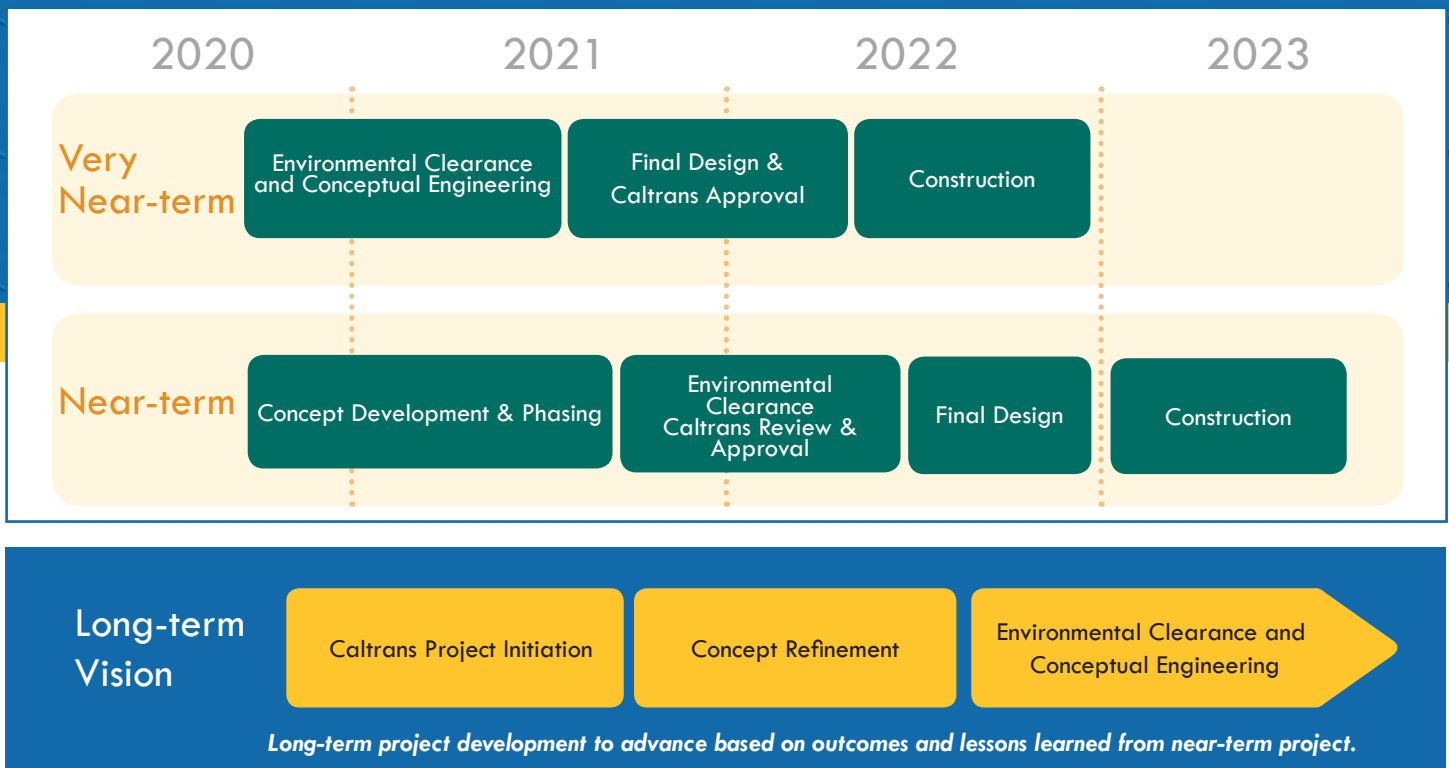 2020
2021
2022
2023
Very
Near-term
Environmental Clearance
and Conceptual Engineering
Final Design &
Caltrans Approval
Construction
Near-term
Concept Development & Phasing
Environmental
Clearance
Caltrans Review &
Approval
Final Design
Construction
Long-term
Vision
Caltrans Project Initiation
Concept Refinement
Environmental Clearance and
Conceptual Engineering
Long-term project development to advance based on outcomes and lessons learned from near-term project.